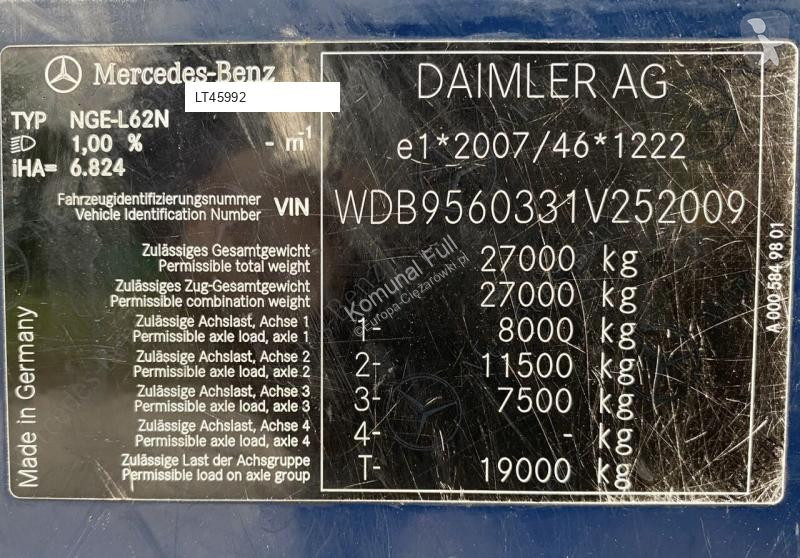 Mercedes-Benz
LT45992
TYP NGE-L62N
1,00 % - m⁻¹
iHA= 6.824
Fahrzeugidentifizierungsnummer
Vehicle Identification Number VIN
DAIMLER AG
e1*2007/46*1222
WDB9560331V252009
Zulässiges Gesamtgewicht
Permissible total weight 27000 kg
Zulässiges Zug-Gesamtgewicht
Permissible combination weight 27000 kg
Zulässige Achslast, Achse 1
Permissible axle load, axle 1 1- 8000 kg
Zulässige Achslast, Achse 2
Permissible axle load, axle 2 2- 11500 kg
Zulässige Achslast, Achse 3
Permissible axle load, axle 3 3- 7500 kg
Zulässige Achslast, Achse 4
Permissible axle load, axle 4 4- - kg
Zulässige Last der Achsgruppe
Permissible load on axle group T- 19000 kg
Made in Germany
A 000 584 98 01
Komunal Full
©Europa-Ciężarówki.pl